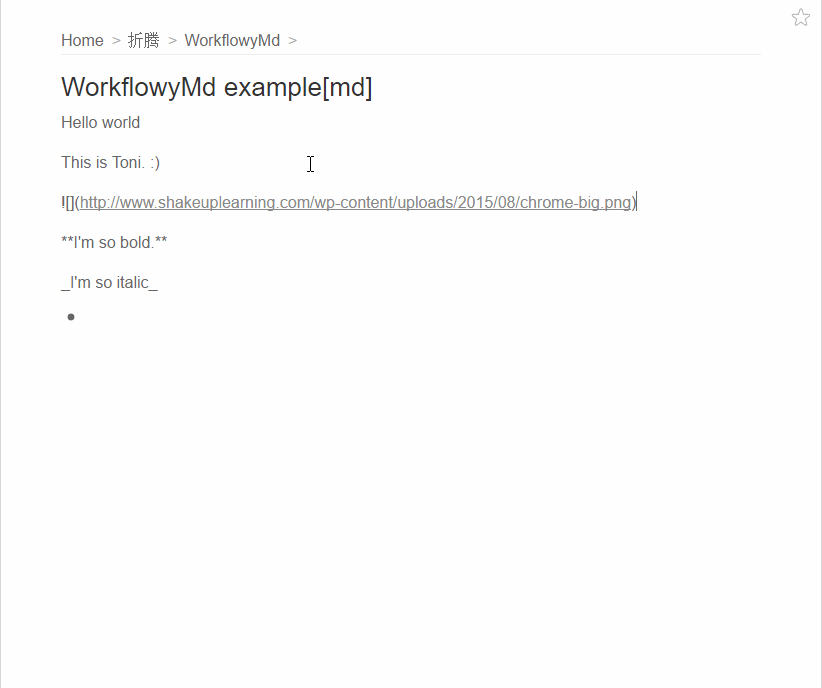 Home > 折腾 > WorkflowyMd >
WorkflowyMd example[md]
Hello world
This is Toni. :)
![](http://www.shakeuplearning.com/wp-content/uploads/2015/08/chrome-big.png)
**I'm so bold.**
_I'm so italic_